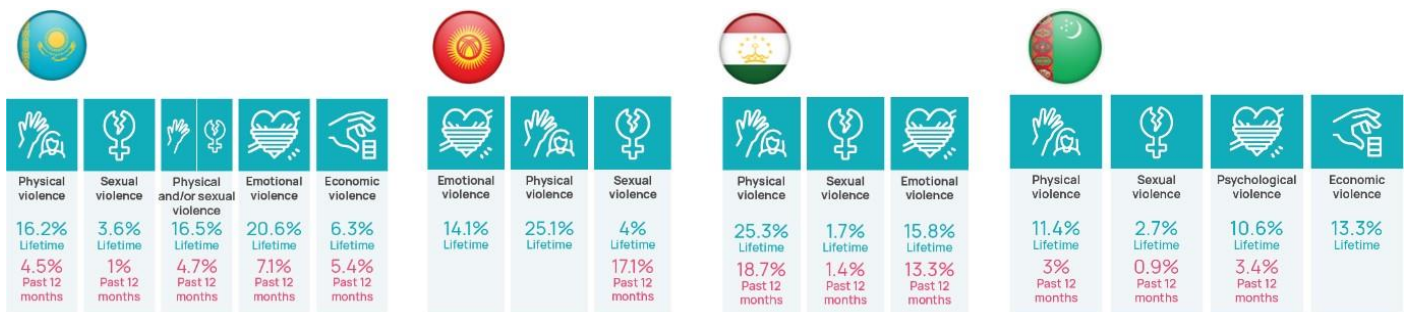 Physical violence
16.2%
Lifetime
4.5%
Past 12
months
Sexual
violence
3.6%
Lifetime
1%
Past 12
months
Physical
and/or sexual
violence
16.5%
Lifetime
4.7%
Past 12
months
Emotional
violence
20.6%
Lifetime
7.1%
Past 12
months
Economic
violence
6.3%
Lifetime
5.4%
Past 12
months
Emotional
violence
14.1%
Lifetime
Physical
violence
25.1%
Lifetime
Sexual
violence
4%
Lifetime
17.1%
Past 12
months
Physical
violence
25.3%
Lifetime
18.7%
Past 12
months
Sexual
violence
1.7%
Lifetime
1.4%
Past 12
months
Emotional
violence
15.8%
Lifetime
13.3%
Past 12
months
Physical
violence
11.4%
Lifetime
3%
Past 12
months
Sexual
violence
2.7%
Lifetime
0.9%
Past 12
months
Psychological
violence
10.6%
Lifetime
3.4%
Past 12
months
Economic
violence
13.3%
Lifetime